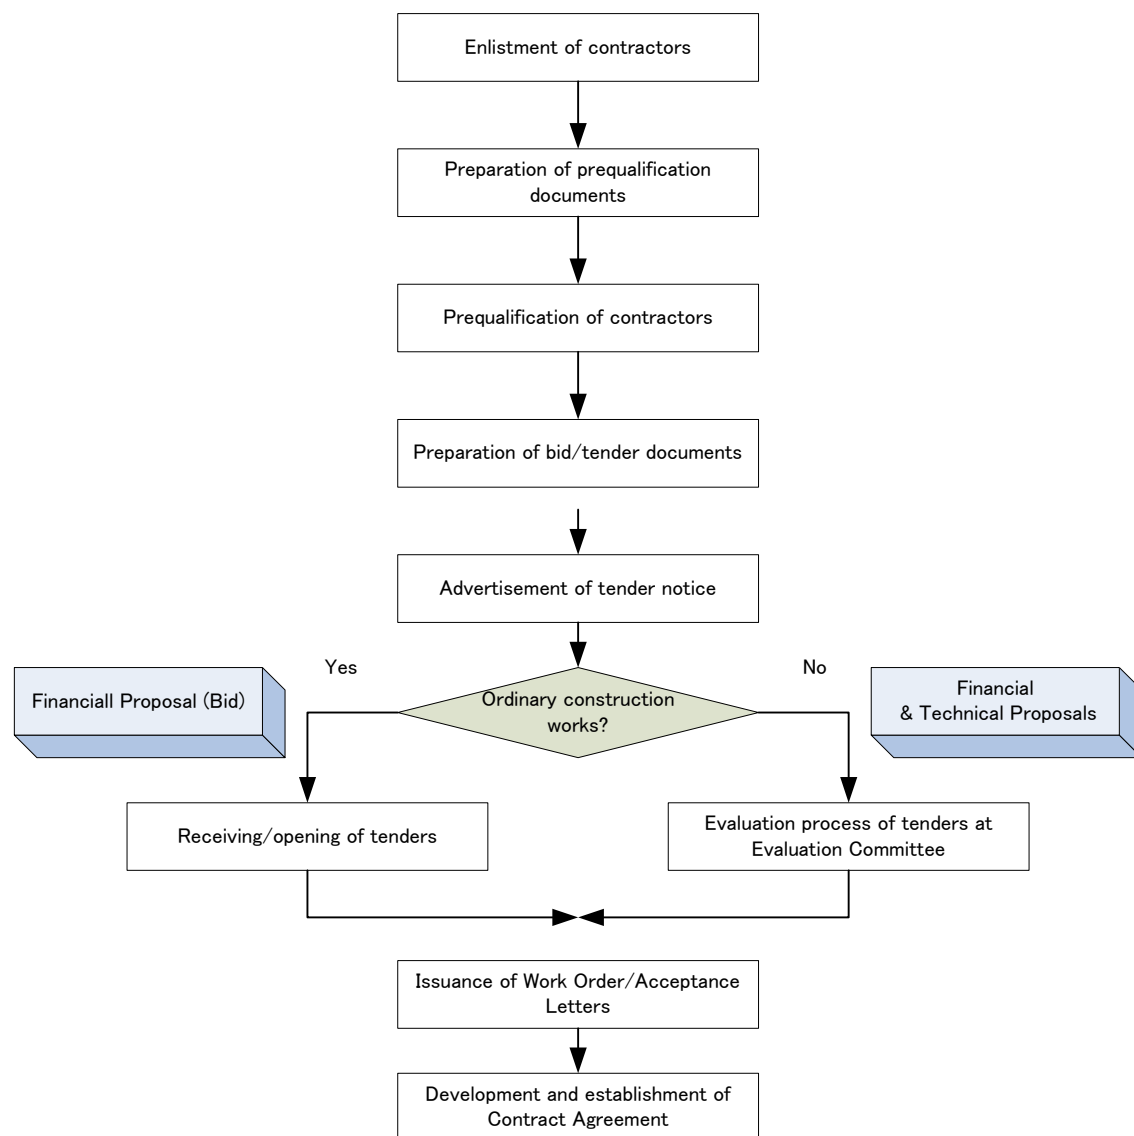 Enlistment of contractors
Preparation of prequalification
documents
Prequalification of contractors
Preparation of bid/tender documents
Advertisement of tender notice
Yes
No
Financiall Proposal (Bid)
Ordinary construction
works?
Financial
& Technical Proposals
Receiving/opening of tenders
Evaluation process of tenders at
Evaluation Committee
Issuance of Work Order/Acceptance
Letters
Development and establishment of
Contract Agreement